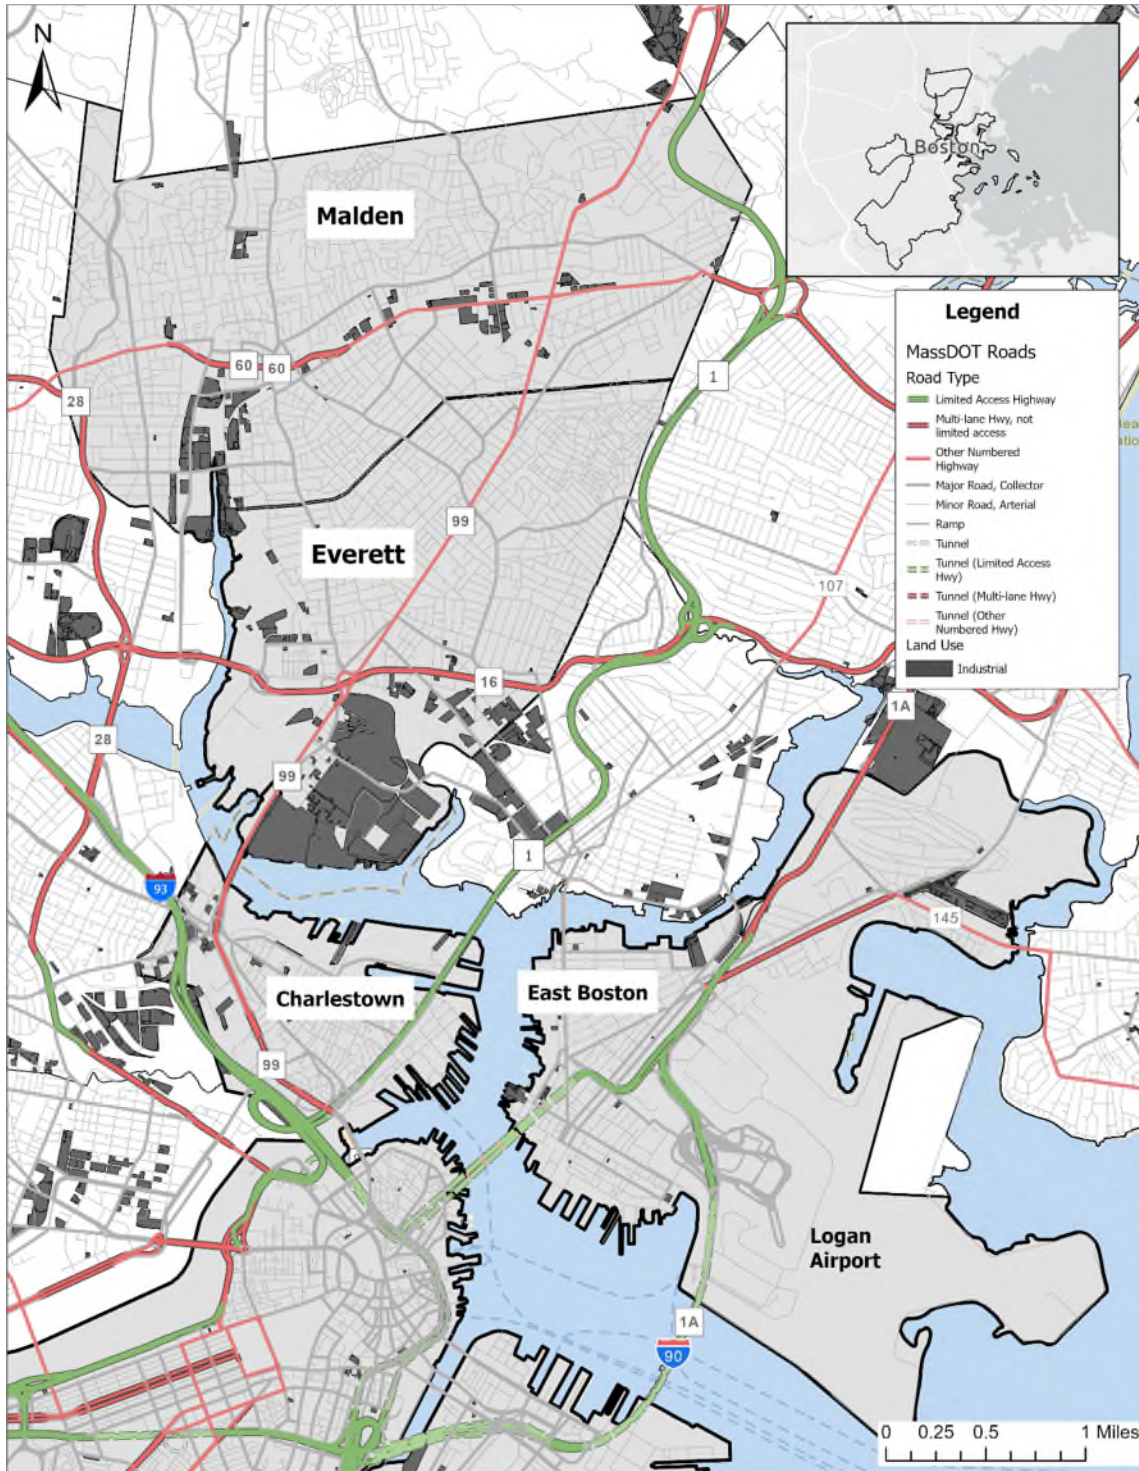 N
Malden
Boston
Legend
MassDOT Roads
Road Type
Limited Access Highway
Multi-lane Hwy, not
limited access
Other Numbered
Highway
Major Road, Collector
Minor Road, Arterial
Ramp
Tunnel
Tunnel (Limited Access
Hwy)
Tunnel (Multi-lane Hwy)
Tunnel (Other
Numbered Hwy)
Land Use
Industrial
60
60
1
28
99
Everett
107
16
1A
28
99
1
93
145
Charlestown
East Boston
99
Logan
Airport
1A
90
0
0.25
0.5
1 Miles